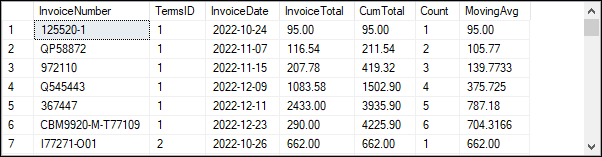 InvoiceNumber TermsID InvoiceDate InvoiceTotal CumTotal Count MovingAvg
1 125520-1 1 2022-10-24 95.00 95.00 1 95.00
2 QP58872 1 2022-11-07 116.54 211.54 2 105.77
3 972110 1 2022-11-15 207.78 419.32 3 139.7733
4 Q545443 1 2022-12-09 1083.58 1502.90 4 375.725
5 367447 1 2022-12-11 2433.00 3935.90 5 787.18
6 CBM9920-M-T77109 1 2022-12-23 290.00 4225.90 6 704.3166
7 I77271-O01 2 2022-10-26 662.00 662.00 1 662.00